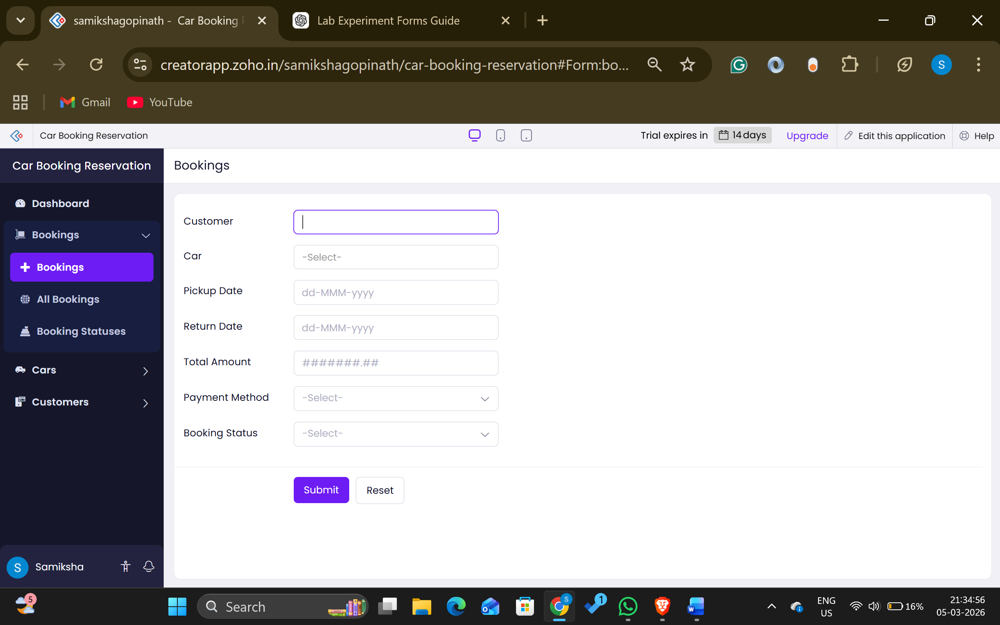 samikshagopinath - Car Booking
Lab Experiment Forms Guide
creatorapp.zoho.in/samikshagopinath/car-booking-reservation#Form:bo...
S
Gmail
YouTube
Car Booking Reservation
Trial expires in
14 days
Upgrade
Edit this application
Help
Car Booking Reservation
Bookings
Dashboard
Bookings
Bookings
All Bookings
Booking Statuses
Cars
Customers
Customer
Car
-Select-
Pickup Date
dd-MMM-yyyy
Return Date
dd-MMM-yyyy
Total Amount
#######.##
Payment Method
-Select-
Booking Status
-Select-
Submit
Reset
S
Samiksha
5
Search
S
1
ENG
US
16%
21:34:56
05-03-2026